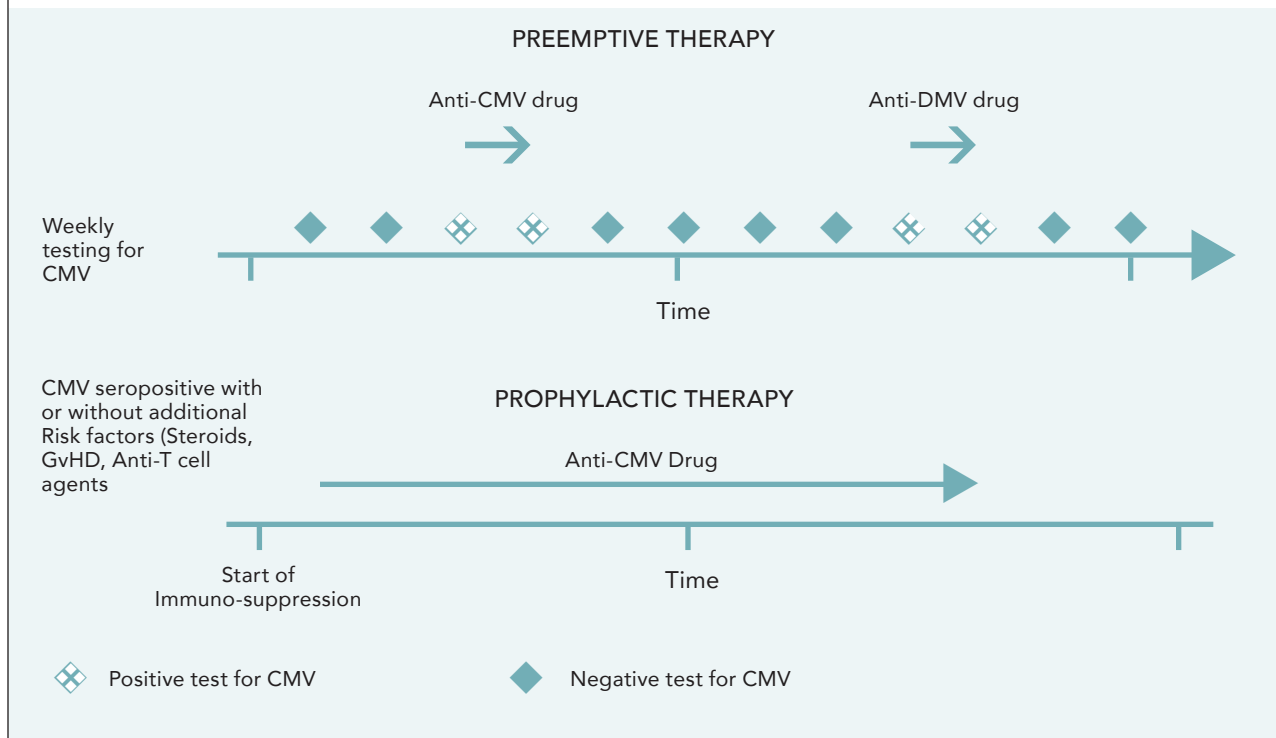 PREEMPTIVE THERAPY
Anti-CMV drug
Anti-DMV drug
Weekly
testing for
CMV
Time
CMV seropositive with
or without additional
Risk factors (Steroids,
GvHD, Anti-T cell
agents
PROPHYLACTIC THERAPY
Anti-CMV Drug
Start of
Immuno-suppression
Time
Positive test for CMV
Negative test for CMV